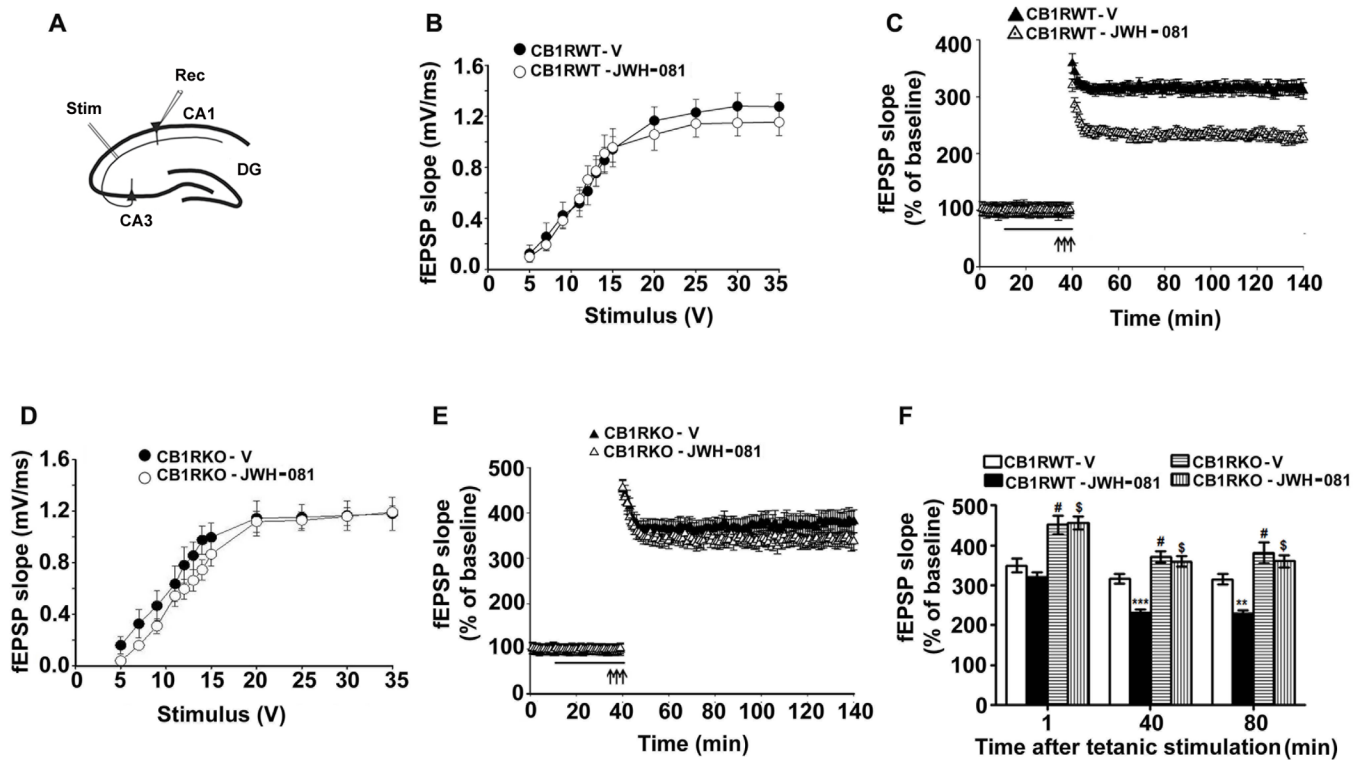 A
Rec
Stim
CA1
DG
CA3
B
CB1RWT- V
CB1RWT - JWH-081
1.6
1.2
0.8
0.4
0.0
fEPSP slope (mV/ms)
0 5 10 15 20 25 30 35
Stimulus (V)
C
CB1RWT- V
CB1RWT - JWH - 081
400
300
200
100
0
fEPSP slope
(% of baseline)
0 20 40 60 80 100 120 140
Time (min)
D
CB1RKO - V
CB1RKO - JWH-081
1.6
1.2
0.8
0.4
0.0
fEPSP slope (mV/ms)
0 5 10 15 20 25 30 35
Stimulus (V)
E
CB1RKO - V
CB1RKO - JWH-081
500
400
300
200
100
0
fEPSP slope
(% of baseline)
0 20 40 60 80 100 120 140
Time (min)
F
CB1RWT- V
CB1RKO- V
CB1RWT - JWH-081
CB1RKO - JWH-081
500
400
300
200
100
0
fEPSP slope
(% of baseline)
# $
*** # $
** # $
1 40 80
Time after tetanic stimulation (min)